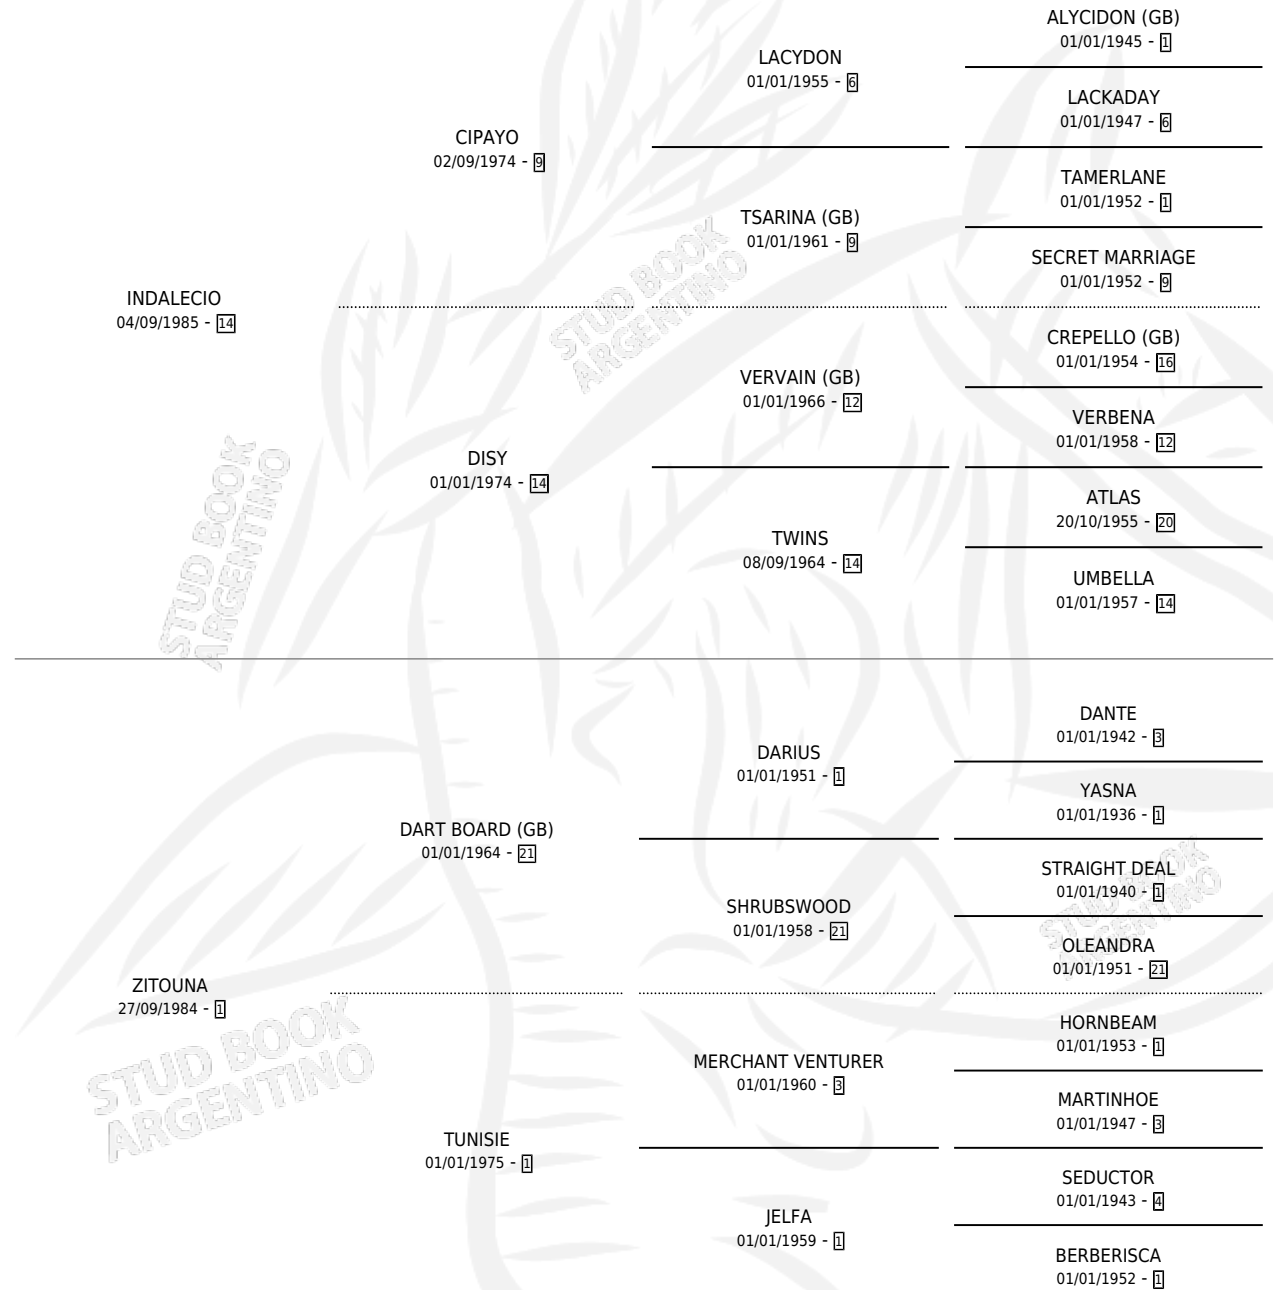 ALYCIDON (GB)
01/01/1945 - 1
LACYDON
01/01/1955 - 6
LACKADAY
01/01/1947 - 6
CIPAYO
02/09/1974 - 9
TAMERLANE
01/01/1952 - 1
TSARINA (GB)
01/01/1961 - 9
SECRET MARRIAGE
01/01/1952 - 9
INDALECIO
04/09/1985 - 14
STUD BOOK
ARGENTINO
CREPELLO (GB)
01/01/1954 - 16
VERVAIN (GB)
01/01/1966 - 12
VERBENA
01/01/1958 - 12
DISY
01/01/1974 - 14
ATLAS
20/10/1955 - 20
TWINS
08/09/1964 - 14
UMBELLA
01/01/1957 - 14
STUD BOOK
ARGENTINO
DANTE
01/01/1942 - 3
DARIUS
01/01/1951 - 1
YASNA
01/01/1936 - 1
DART BOARD (GB)
01/01/1964 - 21
STRAIGHT DEAL
01/01/1940 - 1
SHRUBSWOOD
01/01/1958 - 21
OLEANDRA
01/01/1951 - 21
STUD BOOK
ARGENTINO
ZITOUNA
27/09/1984 - 1
HORNBEAM
01/01/1953 - 1
MERCHANT VENTURER
01/01/1960 - 3
MARTINHOE
01/01/1947 - 3
STUD BOOK
ARGENTINO
TUNISIE
01/01/1975 - 1
SEDUCTOR
01/01/1943 - 4
JELFA
01/01/1959 - 1
BERBERISCA
01/01/1952 - 1